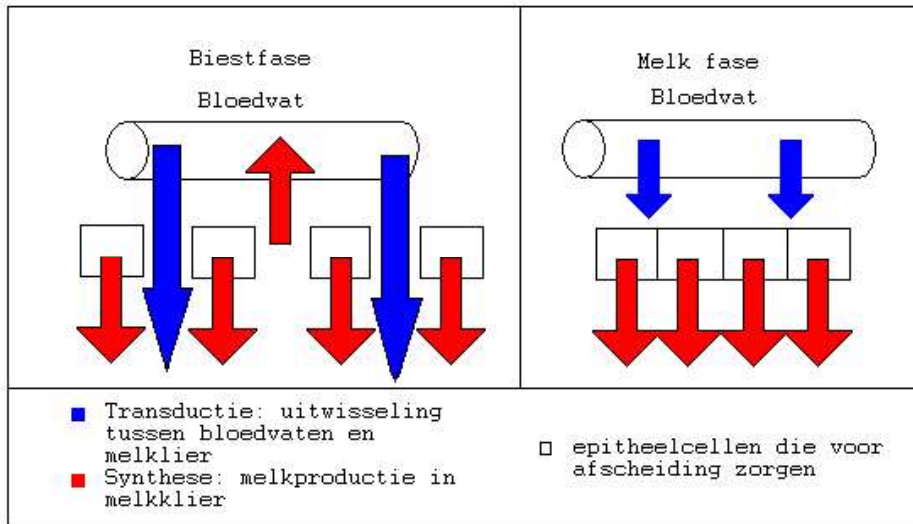 Biestfase
Bloedvat
Melk fase
Bloedvat
Transductie: uitwisseling
tussen bloedvaten en
melklier
Synthese: melkproductie in
melkklier
epitheelcellen die voor
afscheiding zorgen